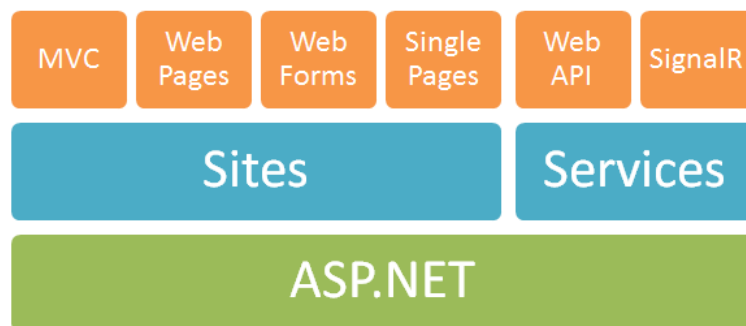 MVC
Web
Pages
Web
Forms
Single
Pages
Web
API
SignalR
Sites
Services
ASP.NET